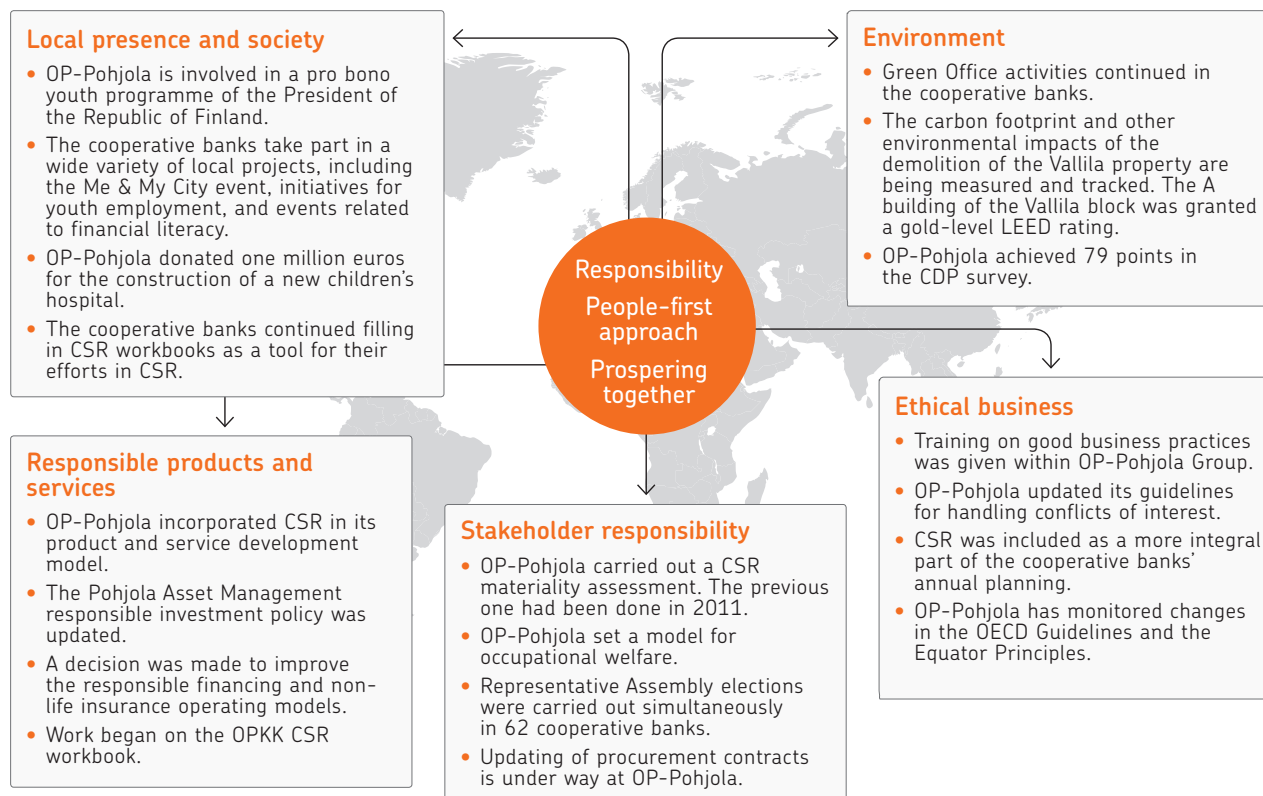 Local presence and society
• OP-Pohjola is involved in a pro bono
youth programme of the President of
the Republic of Finland.
• The cooperative banks take part in a
wide variety of local projects, including
the Me & My City event, initiatives for
youth employment, and events related
to financial literacy.
• OP-Pohjola donated one million euros
for the construction of a new children’s
hospital.
• The cooperative banks continued filling
in CSR workbooks as a tool for their
efforts in CSR.
Environment
• Green Office activities continued in
the cooperative banks.
• The carbon footprint and other
environmental impacts of the
demolition of the Vallila property are
being measured and tracked. The A
building of the Vallila block was granted
a gold-level LEED rating.
• OP-Pohjola achieved 79 points in
the CDP survey.
Responsibility
People-first
approach
Prospering
together
Responsible products and
services
• OP-Pohjola incorporated CSR in its
product and service development
model.
• The Pohjola Asset Management
responsible investment policy was
updated.
• A decision was made to improve
the responsible financing and non-
life insurance operating models.
• Work began on the OPKK CSR
workbook.
Stakeholder responsibility
• OP-Pohjola carried out a CSR
materiality assessment. The previous
one had been done in 2011.
• OP-Pohjola set a model for
occupational welfare.
• Representative Assembly elections
were carried out simultaneously
in 62 cooperative banks.
• Updating of procurement contracts
is under way at OP-Pohjola.
Ethical business
• Training on good business practices
was given within OP-Pohjola Group.
• OP-Pohjola updated its guidelines
for handling conflicts of interest.
• CSR was included as a more integral
part of the cooperative banks’
annual planning.
• OP-Pohjola has monitored changes
in the OECD Guidelines and the
Equator Principles.